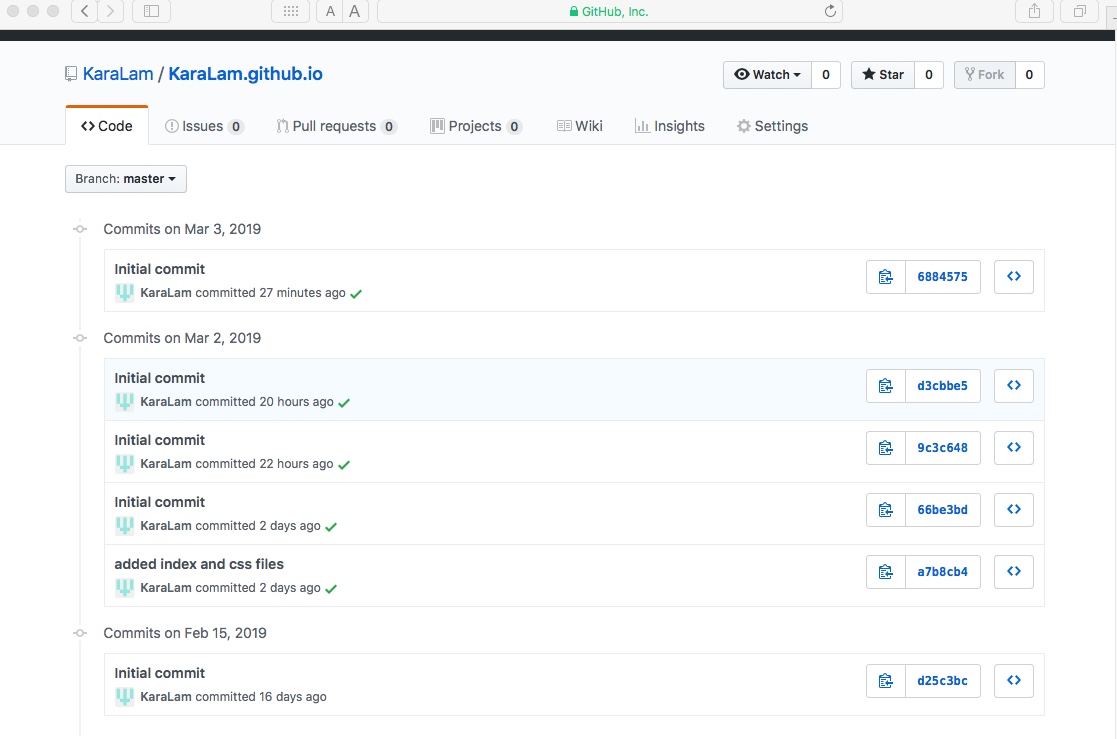 A A GitHub, Inc.
KaraLam / KaraLam.github.io Watch 0 Star 0 Fork 0
Code Issues 0 Pull requests 0 Projects 0 Wiki Insights Settings
Branch: master
Commits on Mar 3, 2019
Initial commit
KaraLam committed 27 minutes ago 6884575
Commits on Mar 2, 2019
Initial commit
KaraLam committed 20 hours ago d3cbbe5
Initial commit
KaraLam committed 22 hours ago 9c3c648
Initial commit
KaraLam committed 2 days ago 66be3bd
added index and css files
KaraLam committed 2 days ago a7b8cb4
Commits on Feb 15, 2019
Initial commit
KaraLam committed 16 days ago d25c3bc